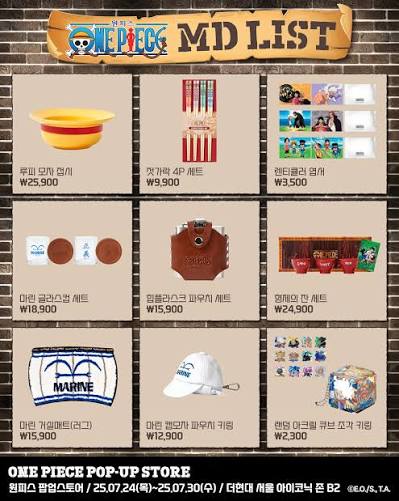 원피스
ONE PIECE MD LIST
루피 모자 접시
₩25,900
젓가락 4P 세트
₩9,900
렌티큘러 엽서
₩3,500
마린 글라스컵 세트
₩18,900
힙플라스크 파우치 세트
₩15,900
형제의 잔 세트
₩24,900
MARINE
마린 거실매트(러그)
₩15,900
마린 캡모자 파우치 키링
₩12,900
랜덤 아크릴 큐브 조각 키링
₩2,300
ONE PIECE POP-UP STORE
원피스 팝업스토어 / 25.07.24(목)~25.07.30(수) / 더현대 서울 아이코닉 존 B2
©E.O./S., T.A.